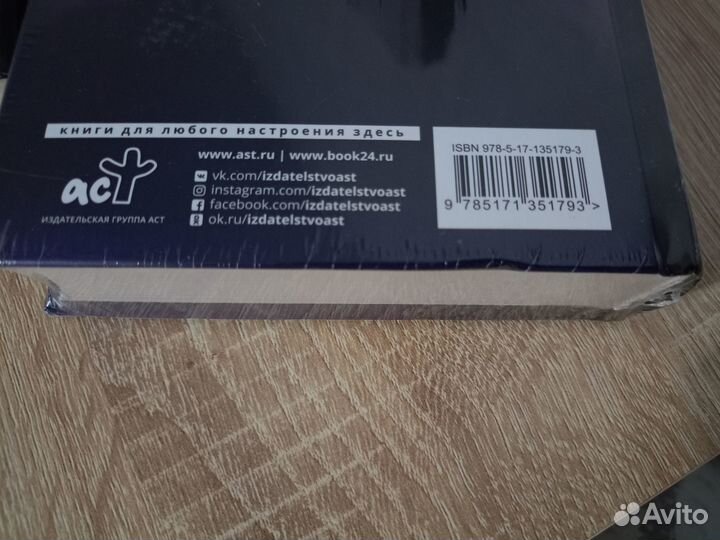 книги для любого настроения здесь
www.ast.ru | www.book24.ru
vk.com/izdatelstvoast
instagram.com/izdatelstvoast
facebook.com/izdatelstvoast
ok.ru/izdatelstvoast
аст
ИЗДАТЕЛЬСКАЯ ГРУППА АСТ
ISBN 978-5-17-135179-3
9 785171 351793 >
Avito